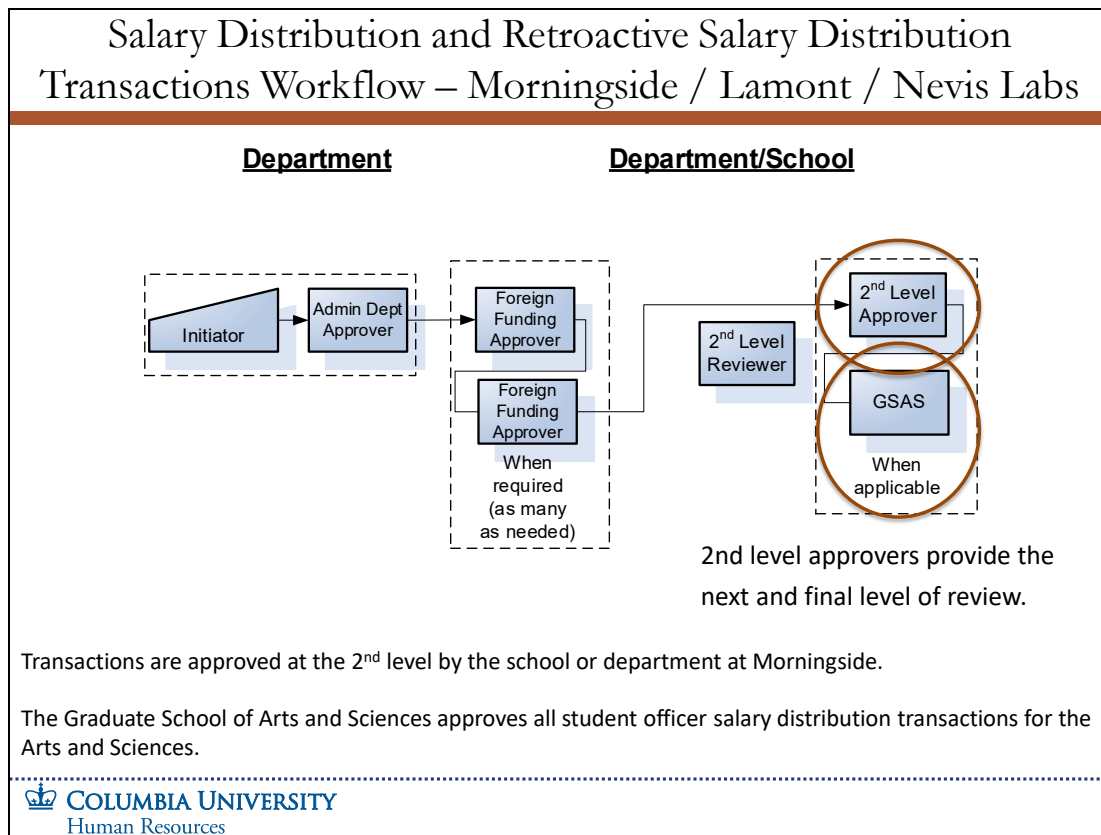 Salary Distribution and Retroactive Salary Distribution
Transactions Workflow – Morningside / Lamont / Nevis Labs
Department
Department/School
Initiator
Admin Dept
Approver
Foreign
Funding
Approver
Foreign
Funding
Approver
When
required
(as many
as needed)
2nd Level
Reviewer
2nd Level
Approver
GSAS
When
applicable
2nd level approvers provide the
next and final level of review.
Transactions are approved at the 2nd level by the school or department at Morningside.
The Graduate School of Arts and Sciences approves all student officer salary distribution transactions for the
Arts and Sciences.
COLUMBIA UNIVERSITY
Human Resources